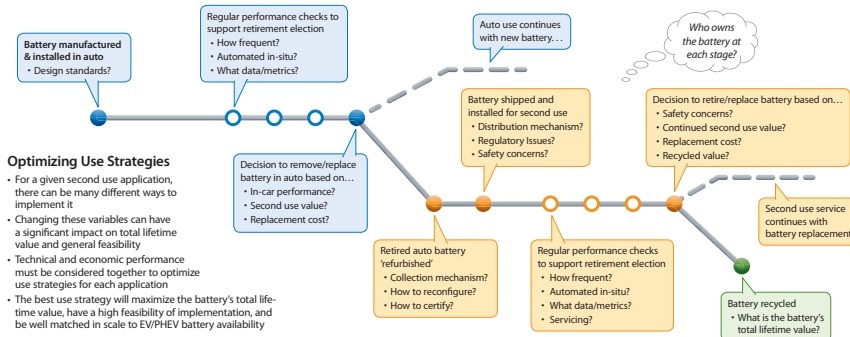 Battery manufactured
& installed in auto
• Design standards?
Regular performance checks to
support retirement election
• How frequent?
• Automated in-situ?
• What data/metrics?
Auto use continues
with new battery…
Who owns
the battery at
each stage?
Decision to remove/replace
battery in auto based on…
• In-car performance?
• Second use value?
• Replacement cost?
Battery shipped and
installed for second use
• Distribution mechanism?
• Regulatory Issues?
• Safety concerns?
Decision to retire/replace battery based on…
• Safety concerns?
• Continued second use value?
• Replacement cost?
• Recycled value?
Optimizing Use Strategies
• For a given second use application,
there can be many different ways to
implement it
• Changing these variables can have
a significant impact on total lifetime
value and general feasibility
• Technical and economic performance
must be considered together to optimize
use strategies for each application
• The best use strategy will maximize the battery's total life-
time value, have a high feasibility of implementation, and
be well matched in scale to EV/PHEV battery availability
Retired auto battery
'refurbished'
• Collection mechanism?
• How to reconfigure?
• How to certify?
Regular performance checks
to support retirement election
• How frequent?
• Automated in-situ?
• What data/metrics?
• Servicing?
Second use service
continues with
battery replacement
Battery recycled
• What is the battery's
total lifetime value?